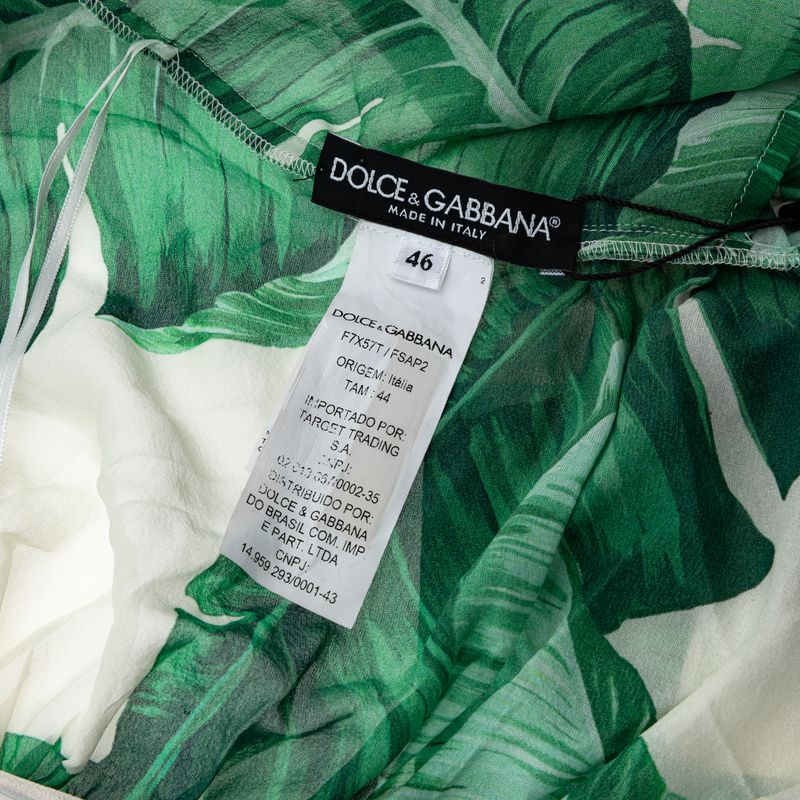 DOLCE & GABBANA®
MADE IN ITALY
46
2
DOLCE & GABBANA
F7X57T / FSAP2
ORIGEM: Itália
TAM : 44
IMPORTADO POR:
TARGET TRADING
S.A.
CNPJ:
DISTRIBUIDO POR:
DOLCE & GABBANA
DO BRASIL COM. IMP
E PART. LTDA
CNPJ:
14.959.293/0001-43